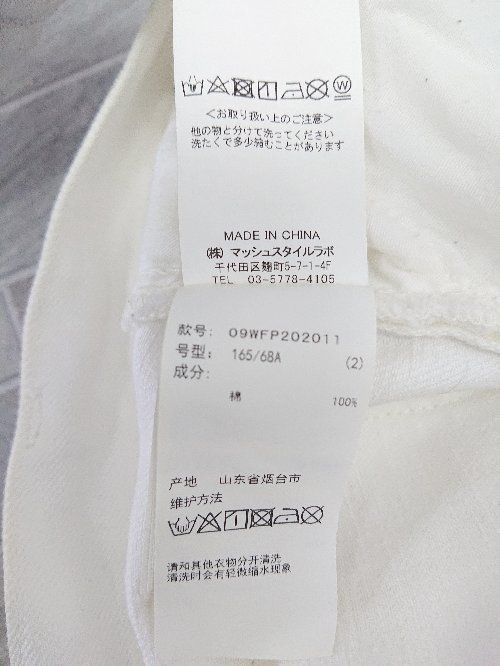 <お取り扱い上のご注意>
他の物と分けて洗ってください
洗たくで多少縮むことがあります
MADE IN CHINA
(株) マッシュスタイルラボ
千代田区麹町5-7-1-4F
TEL 03-5778-4105
款号: 09WFP202011
号型: 165/68A (2)
成分:
棉 100%
产地 山东省烟台市
维护方法
请和其他衣物分开清洗
清洗时会有轻微缩水现象